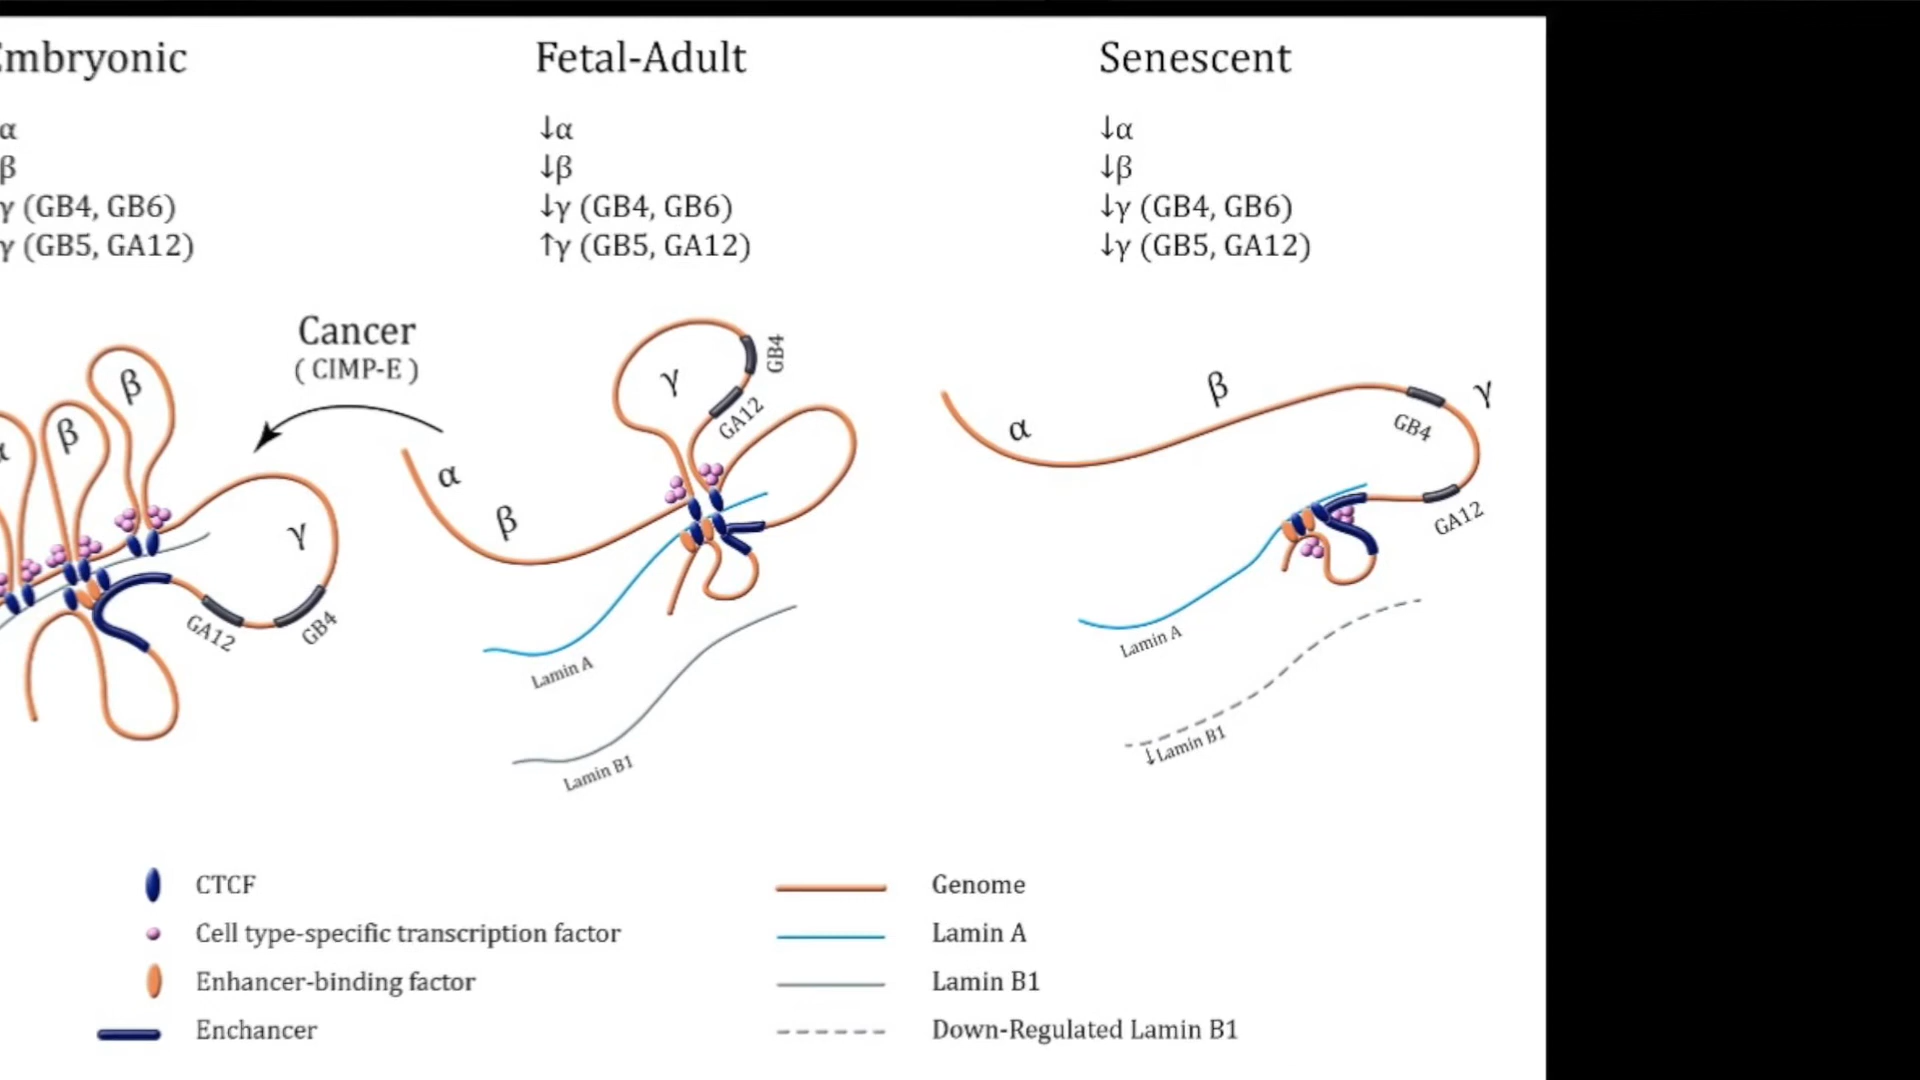 Embryonic
α
β
γ (GB4, GB6)
γ (GB5, GA12)
Fetal-Adult
↓α
↓β
↓γ (GB4, GB6)
↑γ (GB5, GA12)
Senescent
↓α
↓β
↓γ (GB4, GB6)
↓γ (GB5, GA12)
Cancer
( CIMP-E )
α
β
β
γ
GA12
GB4
α
β
γ
GB4
GA12
Lamin A
Lamin B1
α
β
γ
GB4
GA12
Lamin A
↓Lamin B1
CTCF
Cell type-specific transcription factor
Enhancer-binding factor
Enchancer
Genome
Lamin A
Lamin B1
Down-Regulated Lamin B1